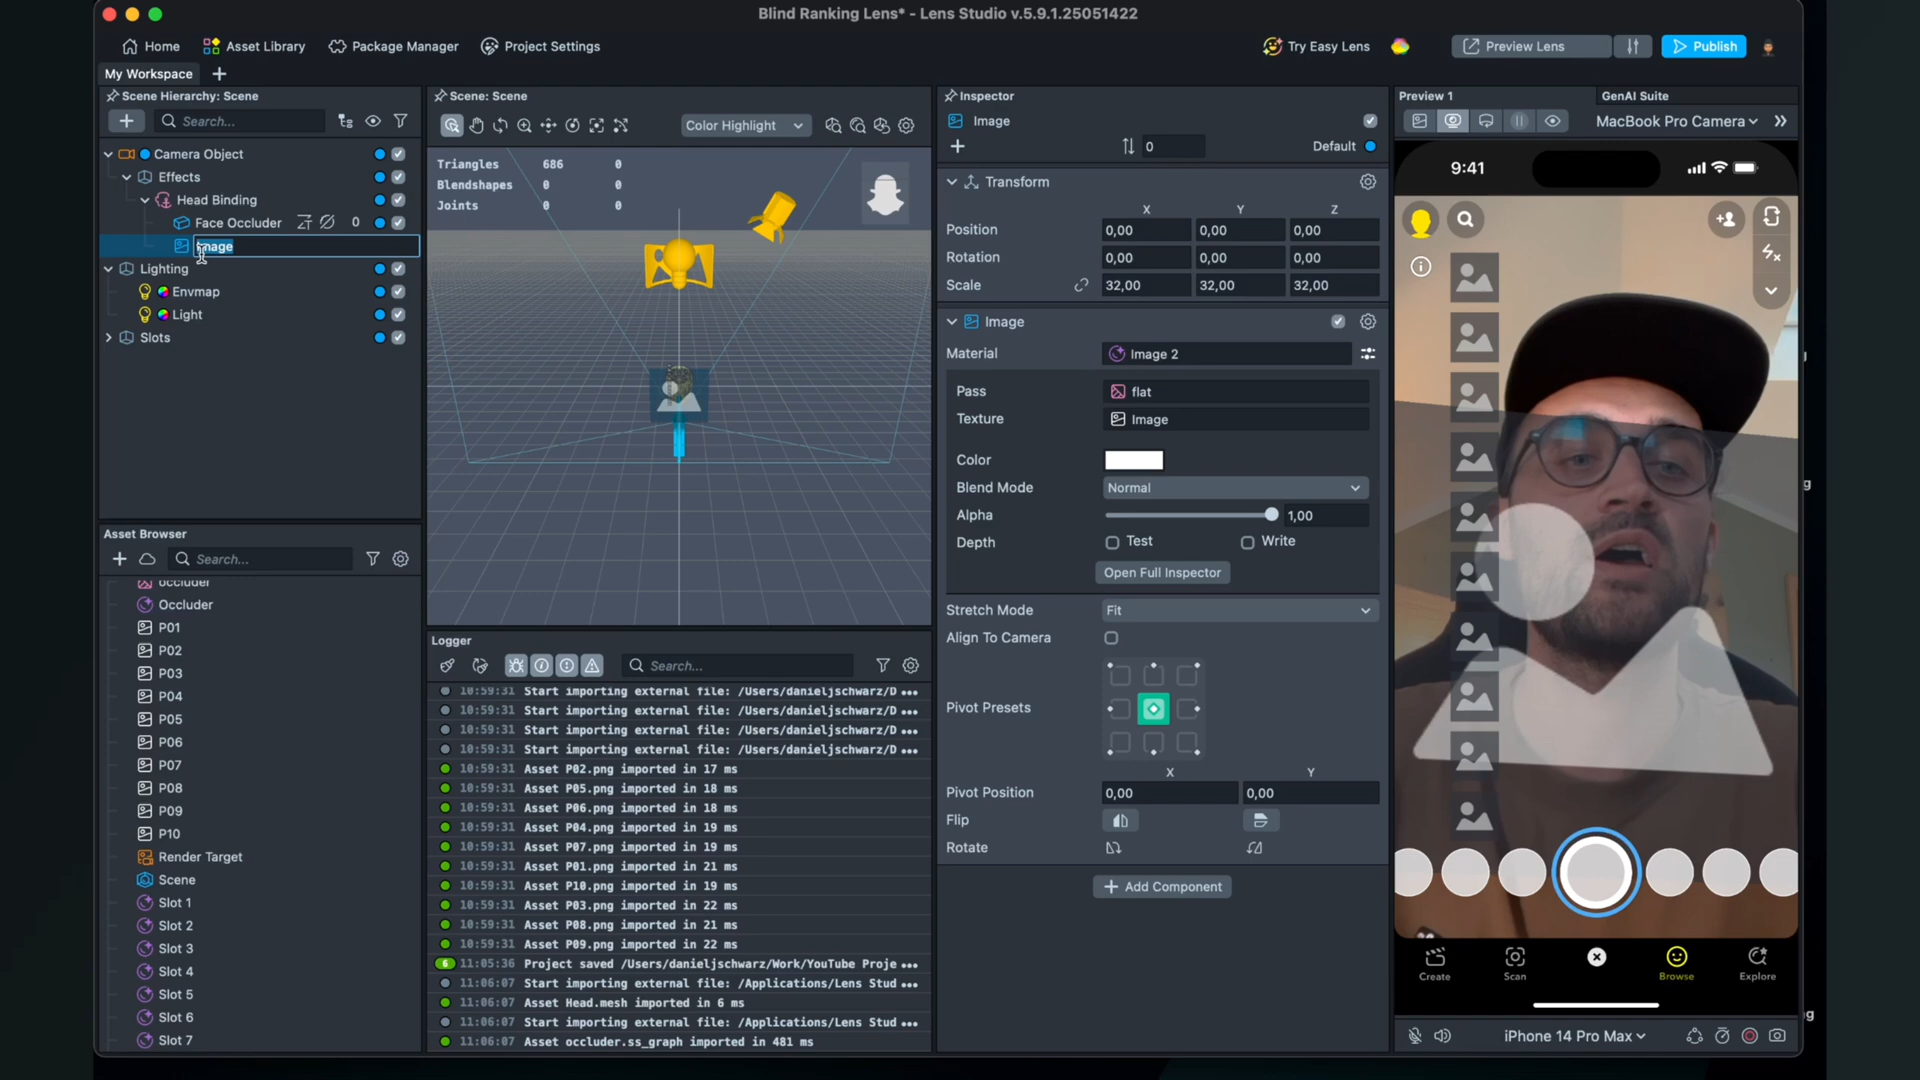 Blind Ranking Lens* - Lens Studio v.5.9.1.25051422
Home
Asset Library
Package Manager
Project Settings
Try Easy Lens
Preview Lens
Publish
My Workspace
Scene Hierarchy: Scene
Search...
Camera Object
Effects
Head Binding
Face Occluder
0
Image
Lighting
Envmap
Light
Slots
Asset Browser
Search...
occluder
Occluder
P01
P02
P03
P04
P05
P06
P07
P08
P09
P10
Render Target
Scene
Slot 1
Slot 2
Slot 3
Slot 4
Slot 5
Slot 6
Slot 7
Scene: Scene
Color Highlight
Triangles 686 0
Blendshapes 0 0
Joints 0 0
Logger
Search...
10:59:31 Start importing external file: /Users/danieljschwarz/D •••
10:59:31 Start importing external file: /Users/danieljschwarz/D •••
10:59:31 Start importing external file: /Users/danieljschwarz/D •••
10:59:31 Start importing external file: /Users/danieljschwarz/D •••
10:59:31 Asset P02.png imported in 17 ms
10:59:31 Asset P05.png imported in 18 ms
10:59:31 Asset P06.png imported in 18 ms
10:59:31 Asset P04.png imported in 19 ms
10:59:31 Asset P07.png imported in 19 ms
10:59:31 Asset P01.png imported in 21 ms
10:59:31 Asset P10.png imported in 19 ms
10:59:31 Asset P03.png imported in 22 ms
10:59:31 Asset P08.png imported in 21 ms
10:59:31 Asset P09.png imported in 22 ms
6 11:05:36 Project saved /Users/danieljschwarz/Work/YouTube Proje •••
11:06:07 Start importing external file: /Applications/Lens Stud •••
11:06:07 Asset Head.mesh imported in 6 ms
11:06:07 Start importing external file: /Applications/Lens Stud •••
11:06:07 Asset occluder.ss_graph imported in 481 ms
Inspector
Image
0
Default
Transform
X Y Z
Position 0,00 0,00 0,00
Rotation 0,00 0,00 0,00
Scale 32,00 32,00 32,00
Image
Material Image 2
Pass flat
Texture Image
Color
Blend Mode Normal
Alpha 1,00
Depth Test Write
Open Full Inspector
Stretch Mode Fit
Align To Camera
Pivot Presets
X Y
Pivot Position 0,00 0,00
Flip
Rotate
Add Component
Preview 1
GenAI Suite
MacBook Pro Camera
9:41
Create
Scan
Browse
Explore
iPhone 14 Pro Max
g
g